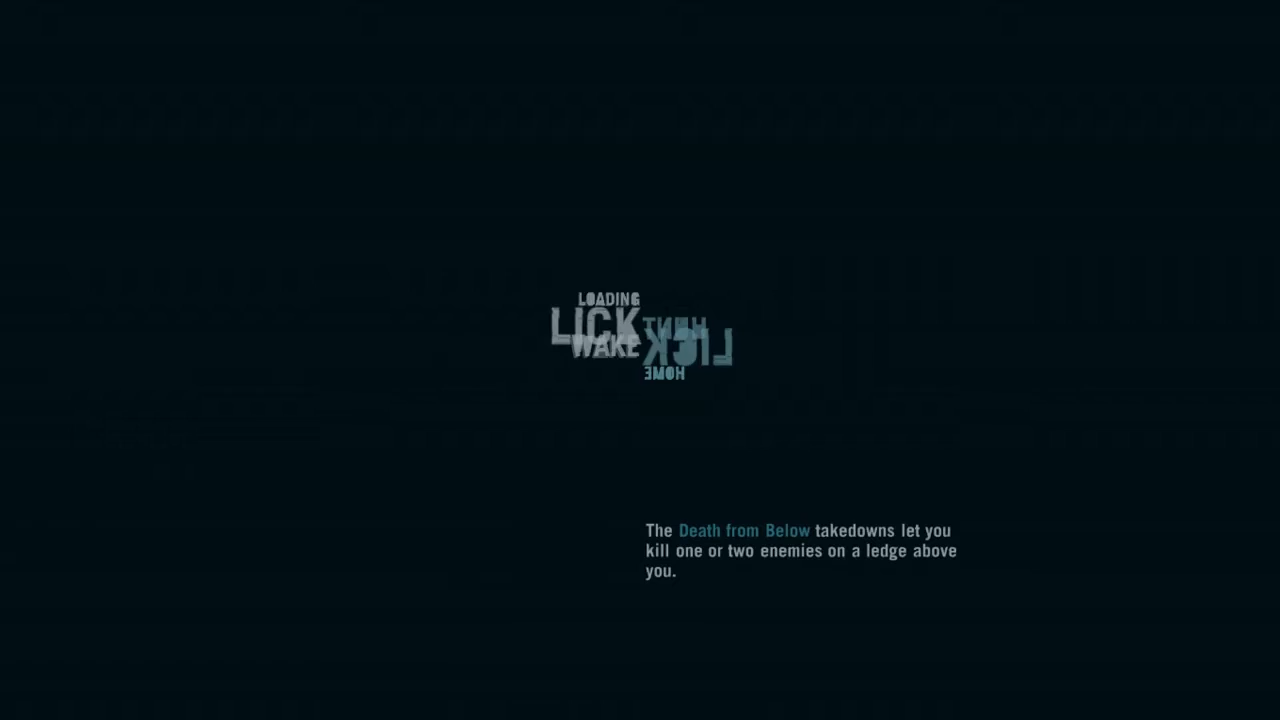 LOADING
LICK
WAKE
HUNT
LICK
HOME
The Death from Below takedowns let you
kill one or two enemies on a ledge above
you.